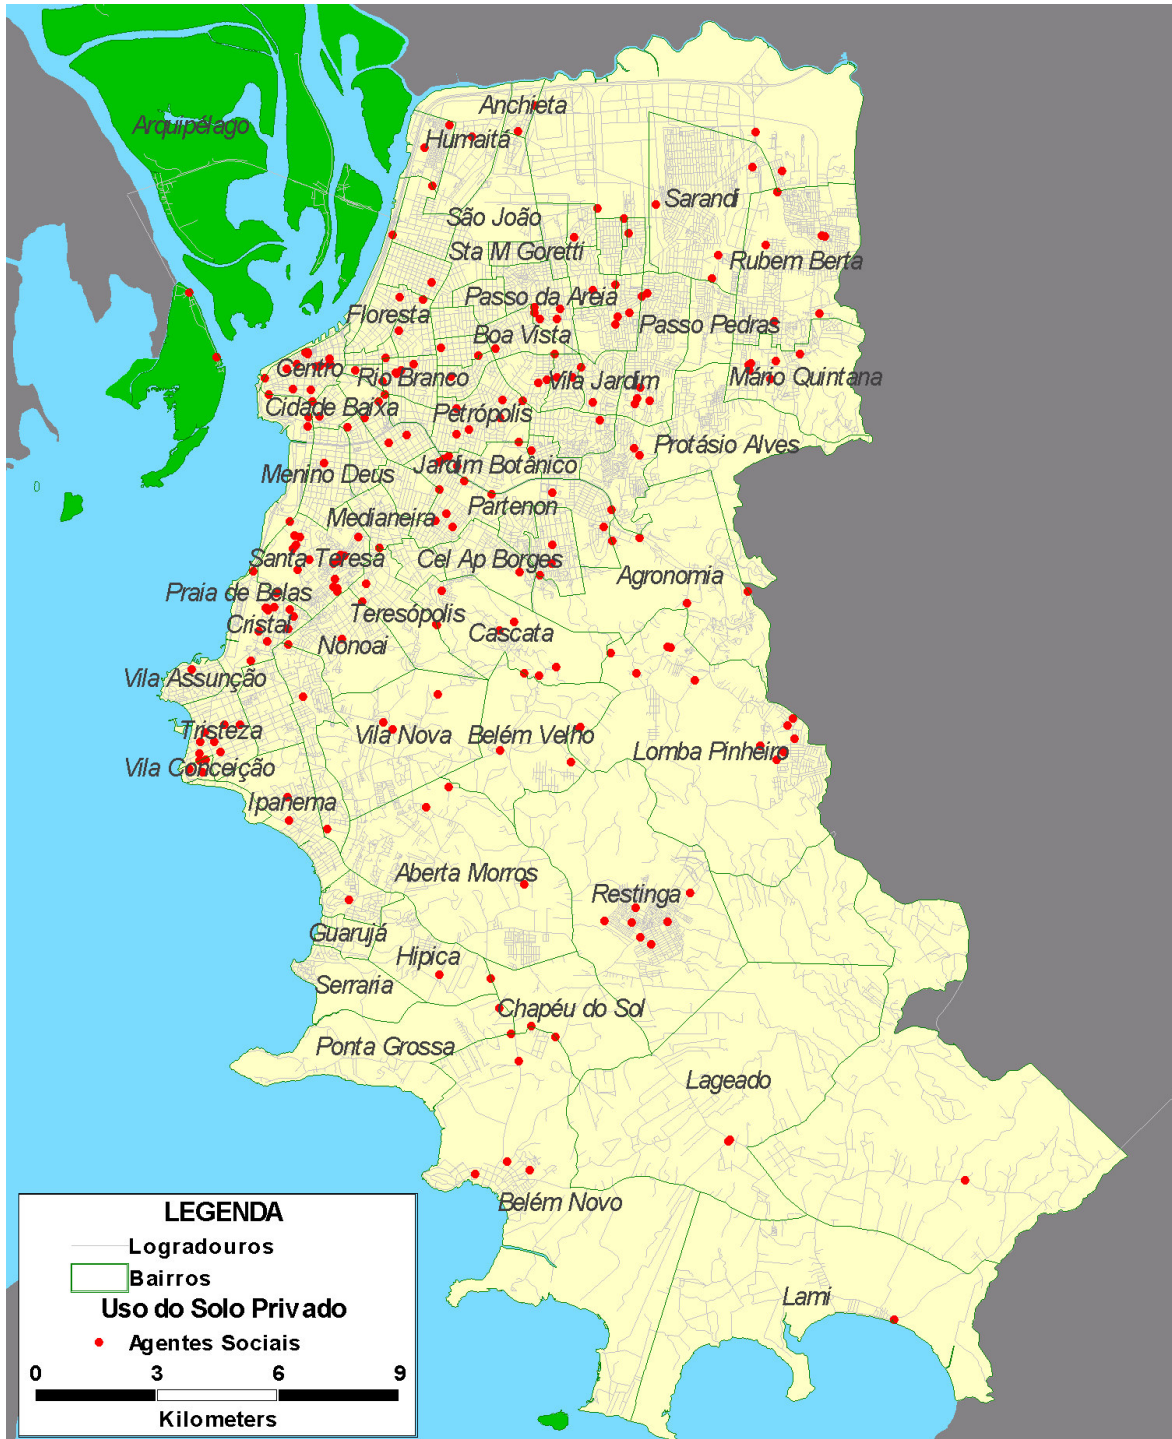 Anchieta
Arquipélago
Humaitá
Sarandi
São João
Sta M Goretti
Rubem Berta
Passo da Areia
Floresta
Passo Pedras
Boa Vista
Centro
Rio Branco
Vila Jardim
Mário Quintana
Cidade Baixa
Petrópolis
Protásio Alves
Menino Deus
Jardim Botânico
Partenon
Medianeira
Santa Teresa
Cel Ap Borges
Agronomia
Praia de Belas
Teresópolis
Cristal
Cascata
Nonoai
Vila Assunção
Tristeza
Vila Nova
Belém Velho
Lomba Pinheiro
Vila Conceição
Ipanema
Aberta Morros
Restinga
Guarujá
Hipica
Serraria
Chapéu do Sol
Ponta Grossa
Lageado
Belém Novo
Lami
LEGENDA
Logradouros
Bairros
Uso do Solo Privado
Agentes Sociais
0 3 6 9
Kilometers